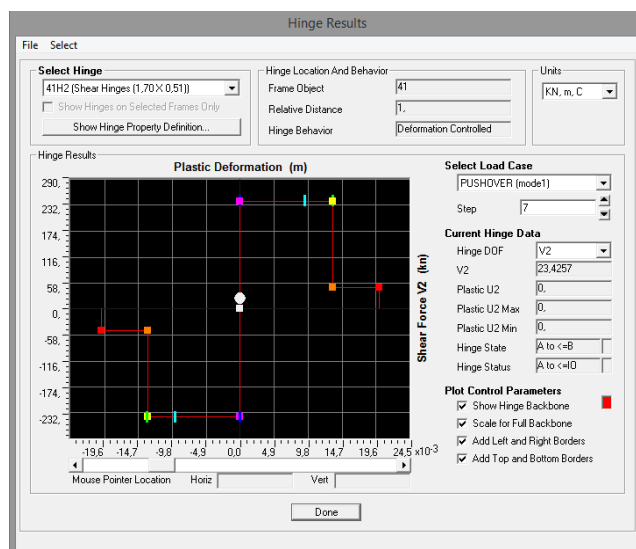 Hinge Results
File Select
Select Hinge
41H2 (Shear Hinges (1,70 X 0,51))
Show Hinges on Selected Frames Only
Show Hinge Property Definition...
Hinge Location And Behavior
Frame Object 41
Relative Distance 1,
Hinge Behavior Deformation Controlled
Units
KN, m, C
Hinge Results
Plastic Deformation (m)
290,
232,
174,
116,
58,
0,
-58,
-116,
-174,
-232,
Shear Force V2 (kn)
-19,6 -14,7 -9,8 -4,9 0,0 4,9 9,8 14,7 19,6 24,5 x10-3
Mouse Pointer Location Horiz Vert
Select Load Case
PUSHOVER (mode1)
Step 7
Current Hinge Data
Hinge DOF V2
V2 23,4257
Plastic U2 0,
Plastic U2 Max 0,
Plastic U2 Min 0,
Hinge State A to <=B
Hinge Status A to <=IO
Plot Control Parameters
Show Hinge Backbone
Scale for Full Backbone
Add Left and Right Borders
Add Top and Bottom Borders
Done